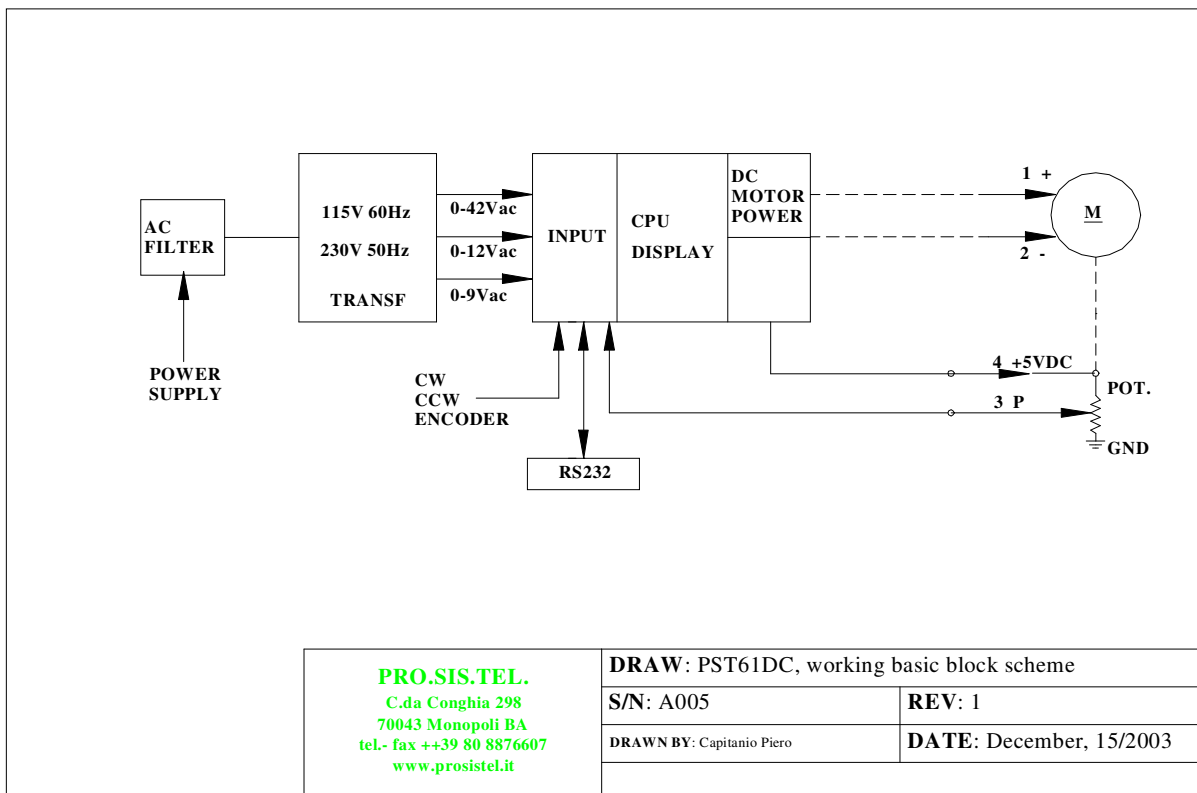 AC
FILTER
POWER
SUPPLY
115V 60Hz
230V 50Hz
TRANSF
0-42Vac
0-12Vac
0-9Vac
INPUT
CPU
DISPLAY
DC
MOTOR
POWER
1 +
2 -
M
CW
CCW
ENCODER
RS232
4 +5VDC
3 P
POT.
GND
PRO.SIS.TEL.
C.da Conghia 298
70043 Monopoli BA
tel.- fax ++39 80 8876607
www.prosistel.it
DRAW: PST61DC, working basic block scheme
S/N: A005
REV: 1
DRAWN BY: Capitanio Piero
DATE: December, 15/2003